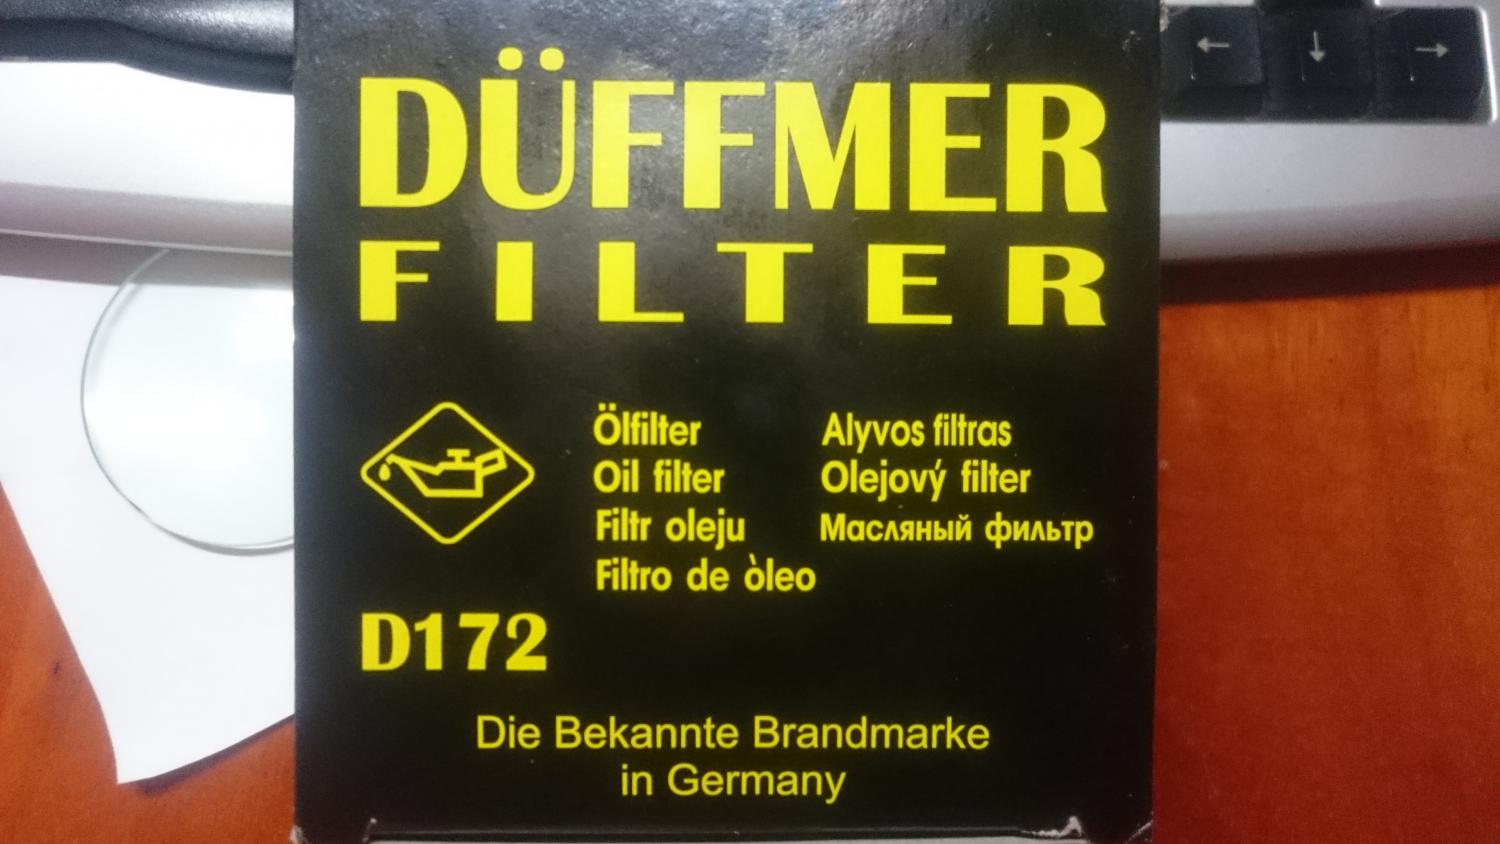 DÜFFMER
FILTER
Ölfilter
Oil filter
Filtr oleju
Filtro de òleo
Alyvos filtras
Olejový filter
Масляный фильтр
D172
Die Bekannte Brandmarke
in Germany